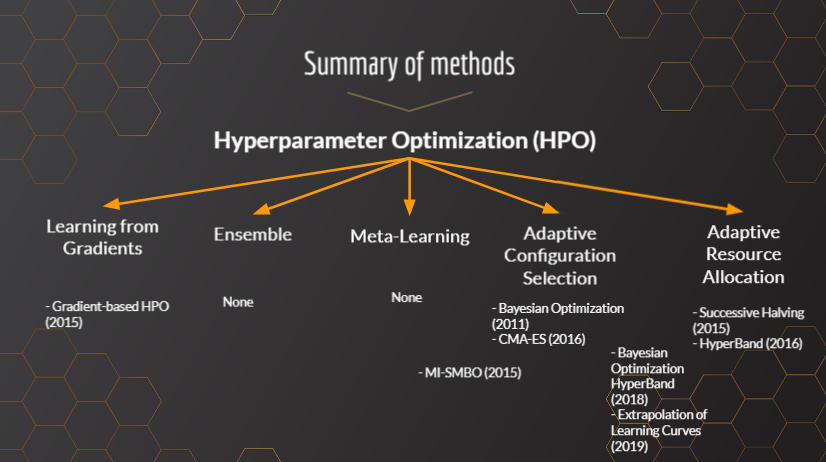 Summary of methods
Hyperparameter Optimization (HPO)
Learning from
Gradients
- Gradient-based HPO
(2015)
Ensemble
None
Meta-Learning
None
- MI-SMBO (2015)
Adaptive
Configuration
Selection
- Bayesian Optimization
(2011)
- CMA-ES (2016)
- Bayesian
Optimization
HyperBand
(2018)
- Extrapolation of
Learning Curves
(2019)
Adaptive
Resource
Allocation
- Successive Halving
(2015)
- HyperBand (2016)